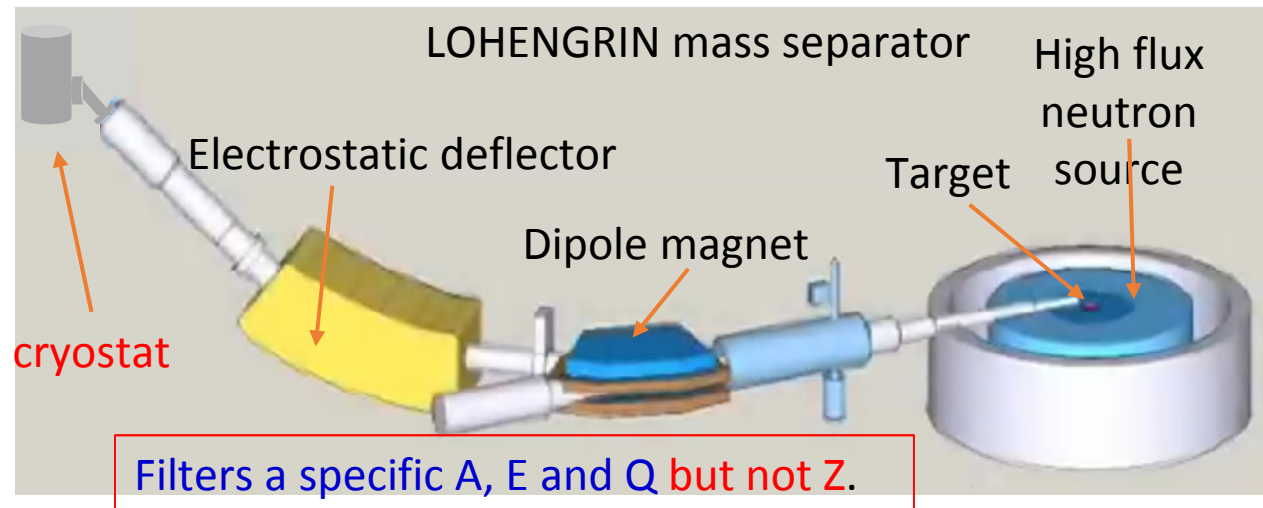 LOHENGRIN mass separator
High flux
neutron
source
Electrostatic deflector
Target
Dipole magnet
cryostat
Filters a specific A, E and Q but not Z.